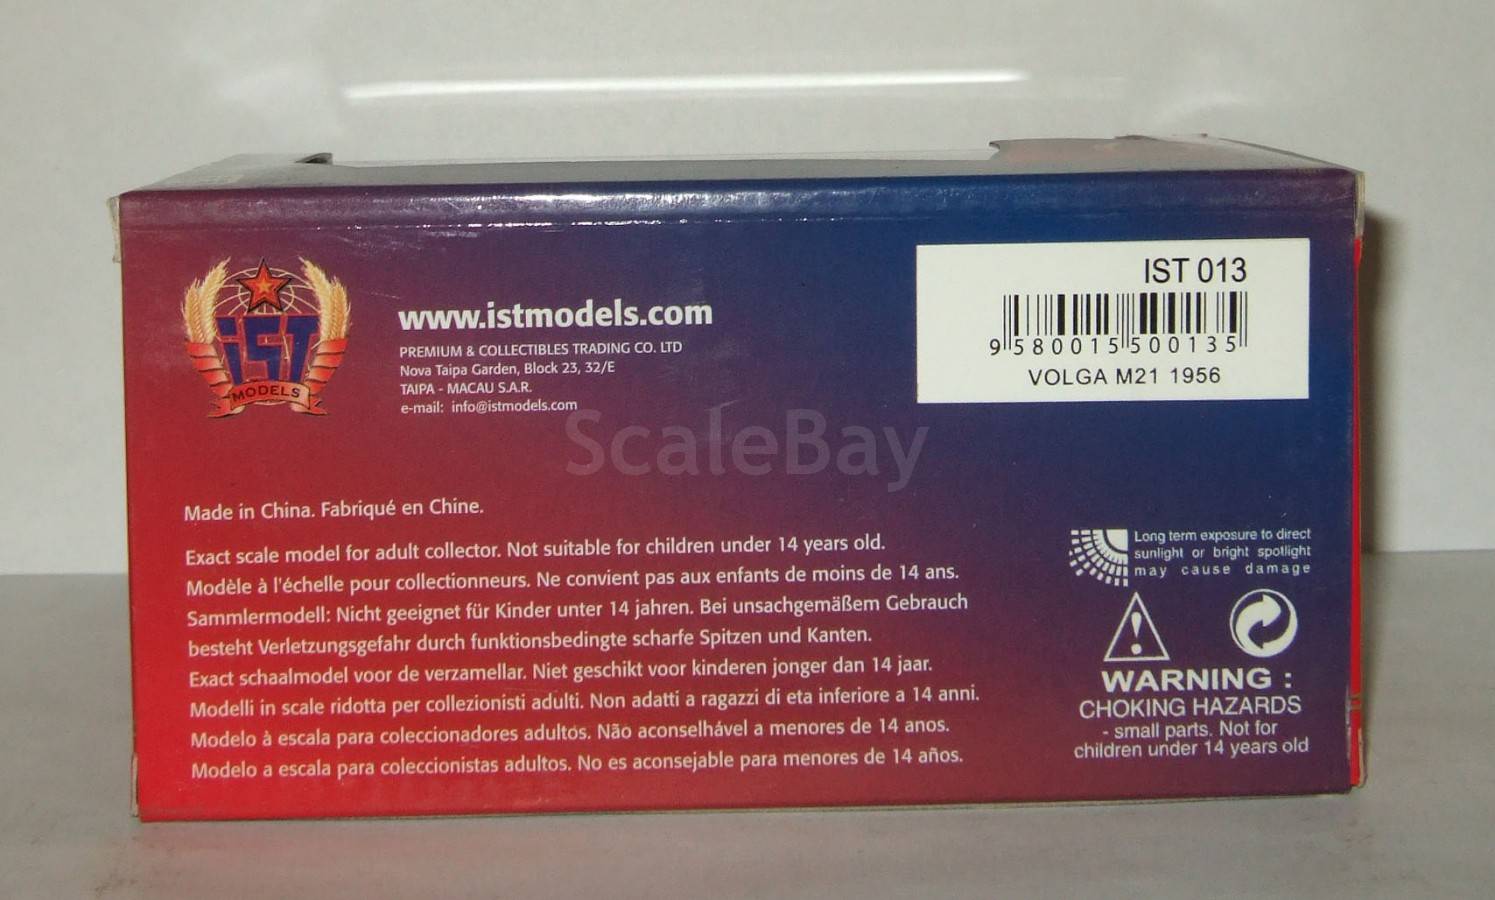 IST
MODELS
www.istmodels.com
PREMIUM & COLLECTIBLES TRADING CO. LTD
Nova Taipa Garden, Block 23, 32/E
TAIPA - MACAU S.A.R.
e-mail: info@istmodels.com
IST 013
9 580015 500135
VOLGA M21 1956
ScaleBay
Made in China. Fabriqué en Chine.
Exact scale model for adult collector. Not suitable for children under 14 years old.
Modèle à l'échelle pour collectionneurs. Ne convient pas aux enfants de moins de 14 ans.
Sammlermodell: Nicht geeignet für Kinder unter 14 jahren. Bei unsachgemäßem Gebrauch
besteht Verletzungsgefahr durch funktionsbedingte scharfe Spitzen und Kanten.
Exact schaalmodel voor de verzamellar. Niet geschikt voor kinderen jonger dan 14 jaar.
Modelli in scale ridotta per collezionisti adulti. Non adatti a ragazzi di eta inferiore a 14 anni.
Modelo à escala para coleccionadores adultos. Não aconselhável a menores de 14 anos.
Modelo a escala para coleccionistas adultos. No es aconsejable para menores de 14 años.
Long term exposure to direct
sunlight or bright spotlight
may cause damage
WARNING :
CHOKING HAZARDS
- small parts. Not for
children under 14 years old